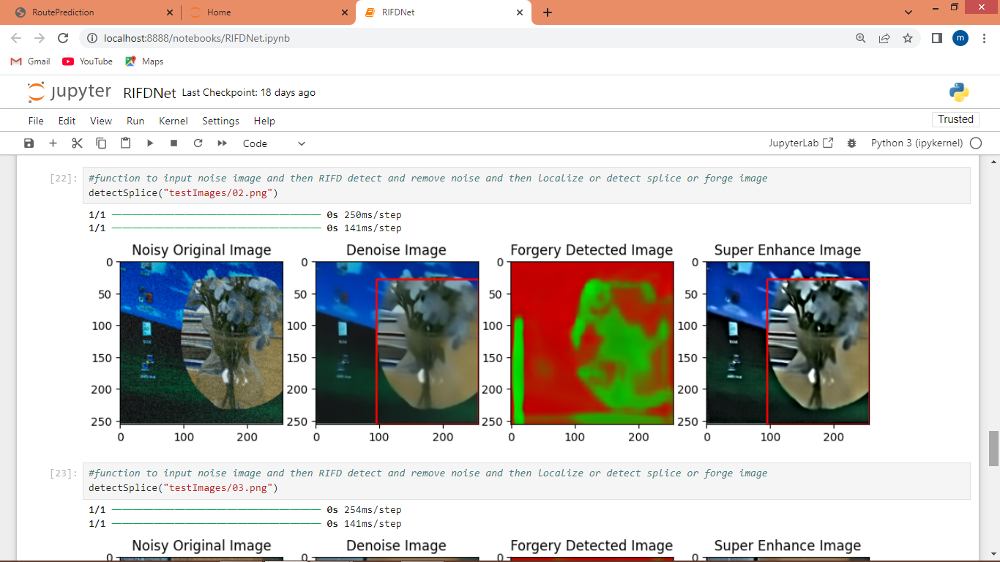 RoutePrediction
Home
RIFDNet
localhost:8888/notebooks/RIFDNet.ipynb
m
Gmail
YouTube
Maps
jupyter
RIFDNet
Last Checkpoint: 18 days ago
File
Edit
View
Run
Kernel
Settings
Help
Trusted
Code
JupyterLab
Python 3 (ipykernel)
[22]:
#function to input noise image and then RIFD detect and remove noise and then localize or detect splice or forge image
detectSplice("testImages/02.png")
1/1 0s 250ms/step
1/1 0s 141ms/step
Noisy Original Image
Denoise Image
Forgery Detected Image
Super Enhance Image
0
50
100
150
200
250
0 100 200
0
50
100
150
200
250
0 100 200
0
50
100
150
200
250
0 100 200
0
50
100
150
200
250
0 100 200
[23]:
#function to input noise image and then RIFD detect and remove noise and then localize or detect splice or forge image
detectSplice("testImages/03.png")
1/1 0s 254ms/step
1/1 0s 141ms/step
Noisy Original Image
Denoise Image
Forgery Detected Image
Super Enhance Image
0
0
0
0